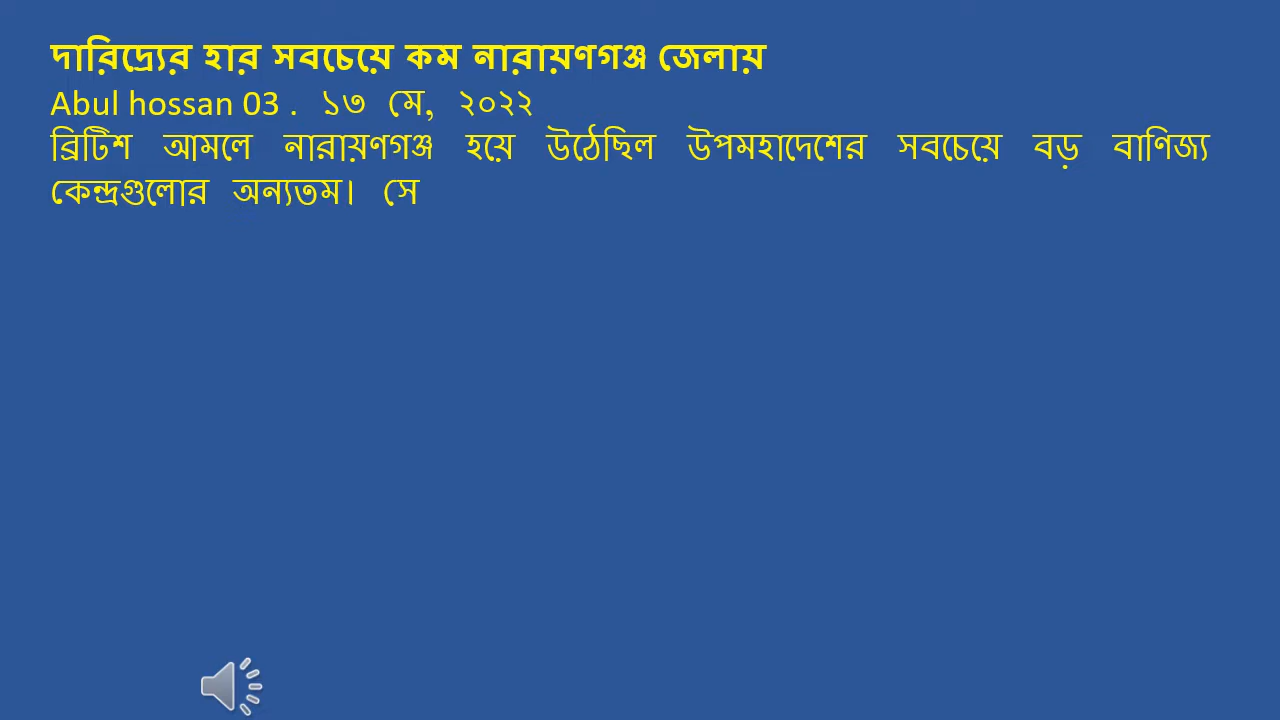 দারিদ্র্যের হার সবচেয়ে কম নারায়ণগঞ্জ জেলায়
Abul hossan 03 . ১৩ মে, ২০২২
ব্রিটিশ আমলে নারায়ণগঞ্জ হয়ে উঠেছিল উপমহাদেশের সবচেয়ে বড় বাণিজ্য
কেন্দ্রগুলোর অন্যতম। সে